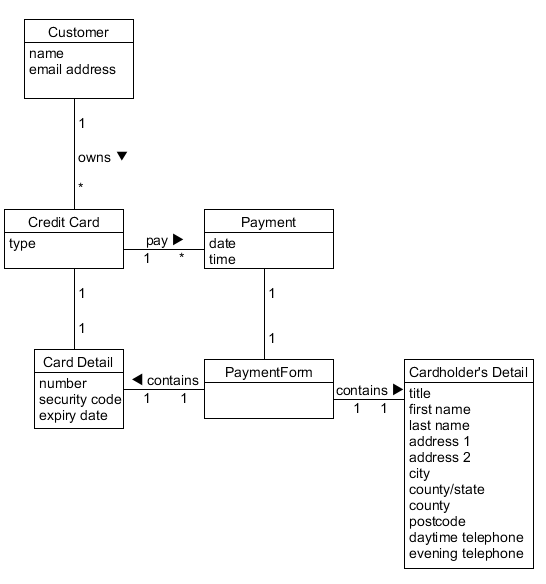 Customer
name
email address
1
owns ▼
*
Credit Card
type
pay ▶
1 *
Payment
date
time
1
1
1
1
Card Detail
number
security code
expiry date
◀ contains
1 1
PaymentForm
contains ▶
1 1
Cardholder's Detail
title
first name
last name
address 1
address 2
city
county/state
county
postcode
daytime telephone
evening telephone